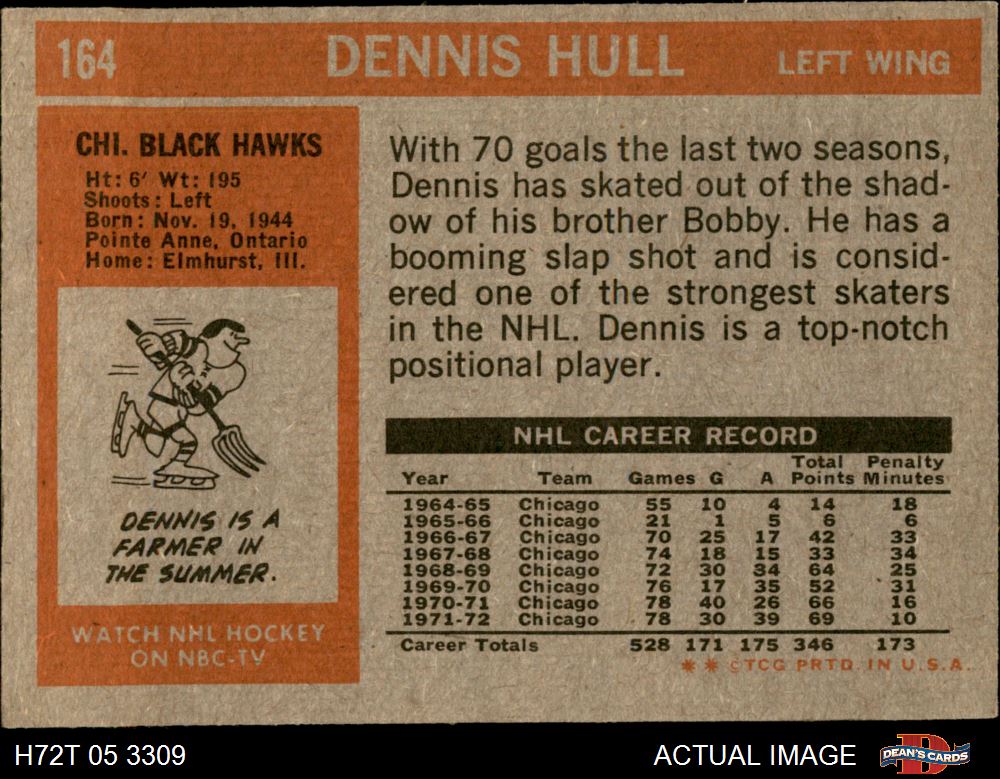 164 DENNIS HULL LEFT WING
CHI. BLACK HAWKS
Ht: 6′ Wt: 195
Shoots: Left
Born: Nov. 19, 1944
Pointe Anne, Ontario
Home: Elmhurst, Ill.
DENNIS IS A
FARMER IN
THE SUMMER.
WATCH NHL HOCKEY
ON NBC-TV
With 70 goals the last two seasons,
Dennis has skated out of the shad-
ow of his brother Bobby. He has a
booming slap shot and is consid-
ered one of the strongest skaters
in the NHL. Dennis is a top-notch
positional player.
NHL CAREER RECORD
Year Team Games G A Total Points Penalty Minutes
1964-65 Chicago 55 10 4 14 18
1965-66 Chicago 21 1 5 6 6
1966-67 Chicago 70 25 17 42 33
1967-68 Chicago 74 18 15 33 34
1968-69 Chicago 72 30 34 64 25
1969-70 Chicago 76 17 35 52 31
1970-71 Chicago 78 40 26 66 16
1971-72 Chicago 78 30 39 69 10
Career Totals 528 171 175 346 173
* * ©TCG PRTD. IN U.S.A.
H72T 05 3309 ACTUAL IMAGE DEAN'S CARDS